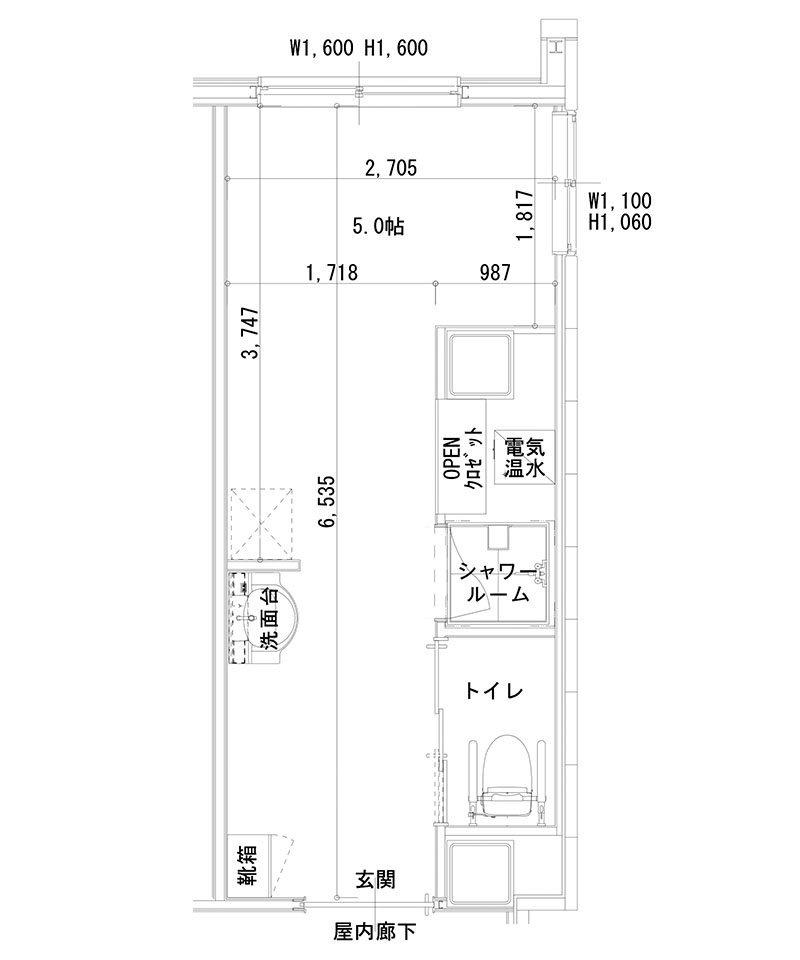 W1,600 H1,600
2,705
W1,100
H1,060
1,817
5.0帖
1,718
987
3,747
6,535
OPEN
ｸﾛｾﾞｯﾄ
電気
温水
シャワー
ルーム
洗面台
トイレ
靴箱
玄関
屋内廊下